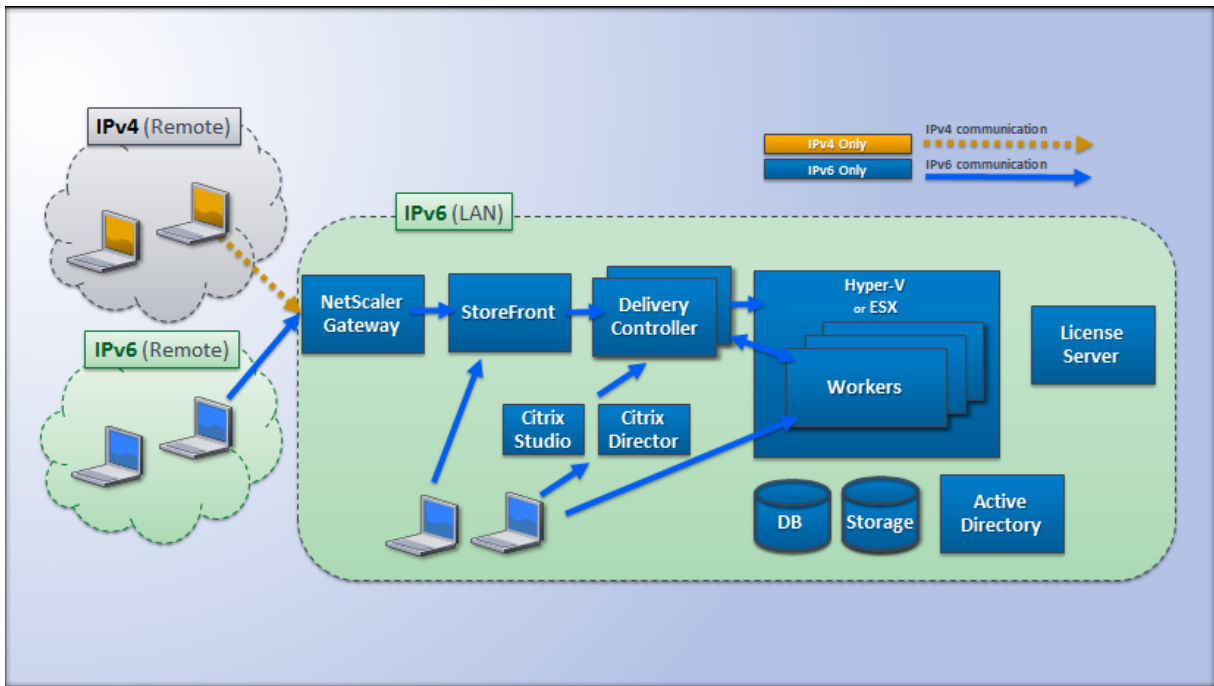 IPv4 (Remote)
IPv4 Only
IPv4 communication
IPv6 Only
IPv6 communication
IPv6 (LAN)
NetScaler
Gateway
StoreFront
Delivery
Controller
Hyper-V
or ESX
Workers
License
Server
IPv6 (Remote)
Citrix
Studio
Citrix
Director
DB
Storage
Active
Directory